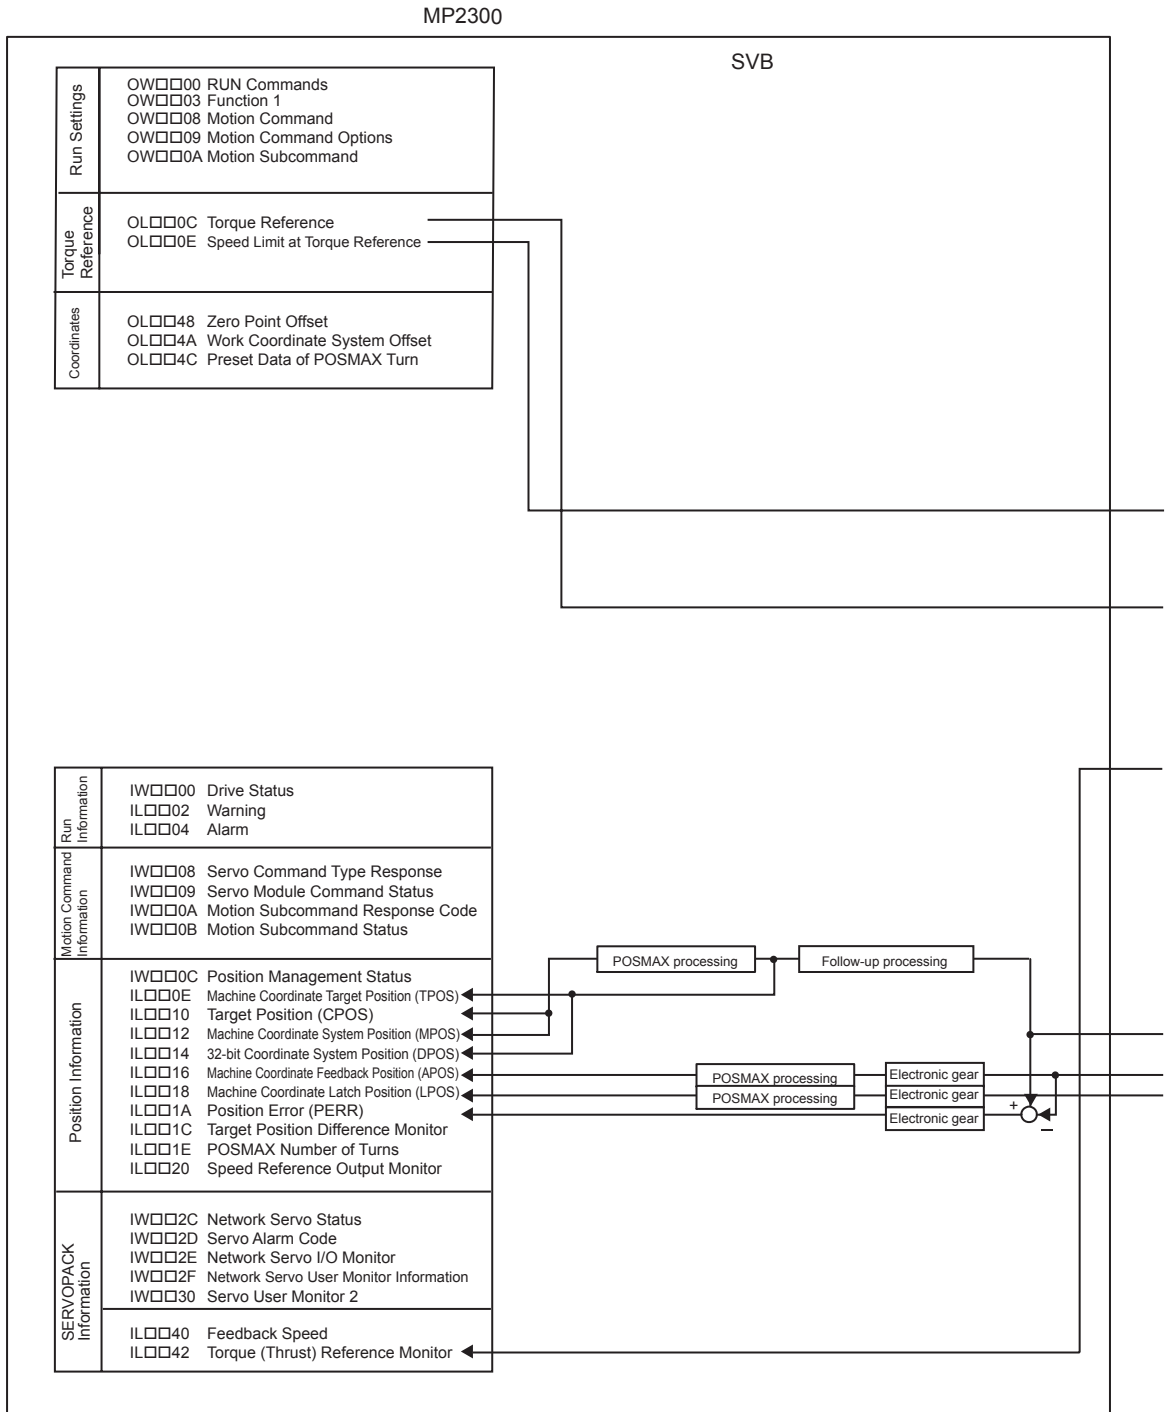 MP2300
SVB
Run Settings
OW□□00 RUN Commands
OW□□03 Function 1
OW□□08 Motion Command
OW□□09 Motion Command Options
OW□□0A Motion Subcommand
Torque
Reference
OL□□0C Torque Reference
OL□□0E Speed Limit at Torque Reference
Coordinates
OL□□48 Zero Point Offset
OL□□4A Work Coordinate System Offset
OL□□4C Preset Data of POSMAX Turn
Run
Information
IW□□00 Drive Status
IL□□02 Warning
IL□□04 Alarm
Motion Command
Information
IW□□08 Servo Command Type Response
IW□□09 Servo Module Command Status
IW□□0A Motion Subcommand Response Code
IW□□0B Motion Subcommand Status
Position Information
IW□□0C Position Management Status
IL□□0E Machine Coordinate Target Position (TPOS)
IL□□10 Target Position (CPOS)
IL□□12 Machine Coordinate System Position (MPOS)
IL□□14 32-bit Coordinate System Position (DPOS)
IL□□16 Machine Coordinate Feedback Position (APOS)
IL□□18 Machine Coordinate Latch Position (LPOS)
IL□□1A Position Error (PERR)
IL□□1C Target Position Difference Monitor
IL□□1E POSMAX Number of Turns
IL□□20 Speed Reference Output Monitor
POSMAX processing
Follow-up processing
POSMAX processing
Electronic gear
POSMAX processing
Electronic gear
Electronic gear
+
−
SERVOPACK
Information
IW□□2C Network Servo Status
IW□□2D Servo Alarm Code
IW□□2E Network Servo I/O Monitor
IW□□2F Network Servo User Monitor Information
IW□□30 Servo User Monitor 2
IL□□40 Feedback Speed
IL□□42 Torque (Thrust) Reference Monitor